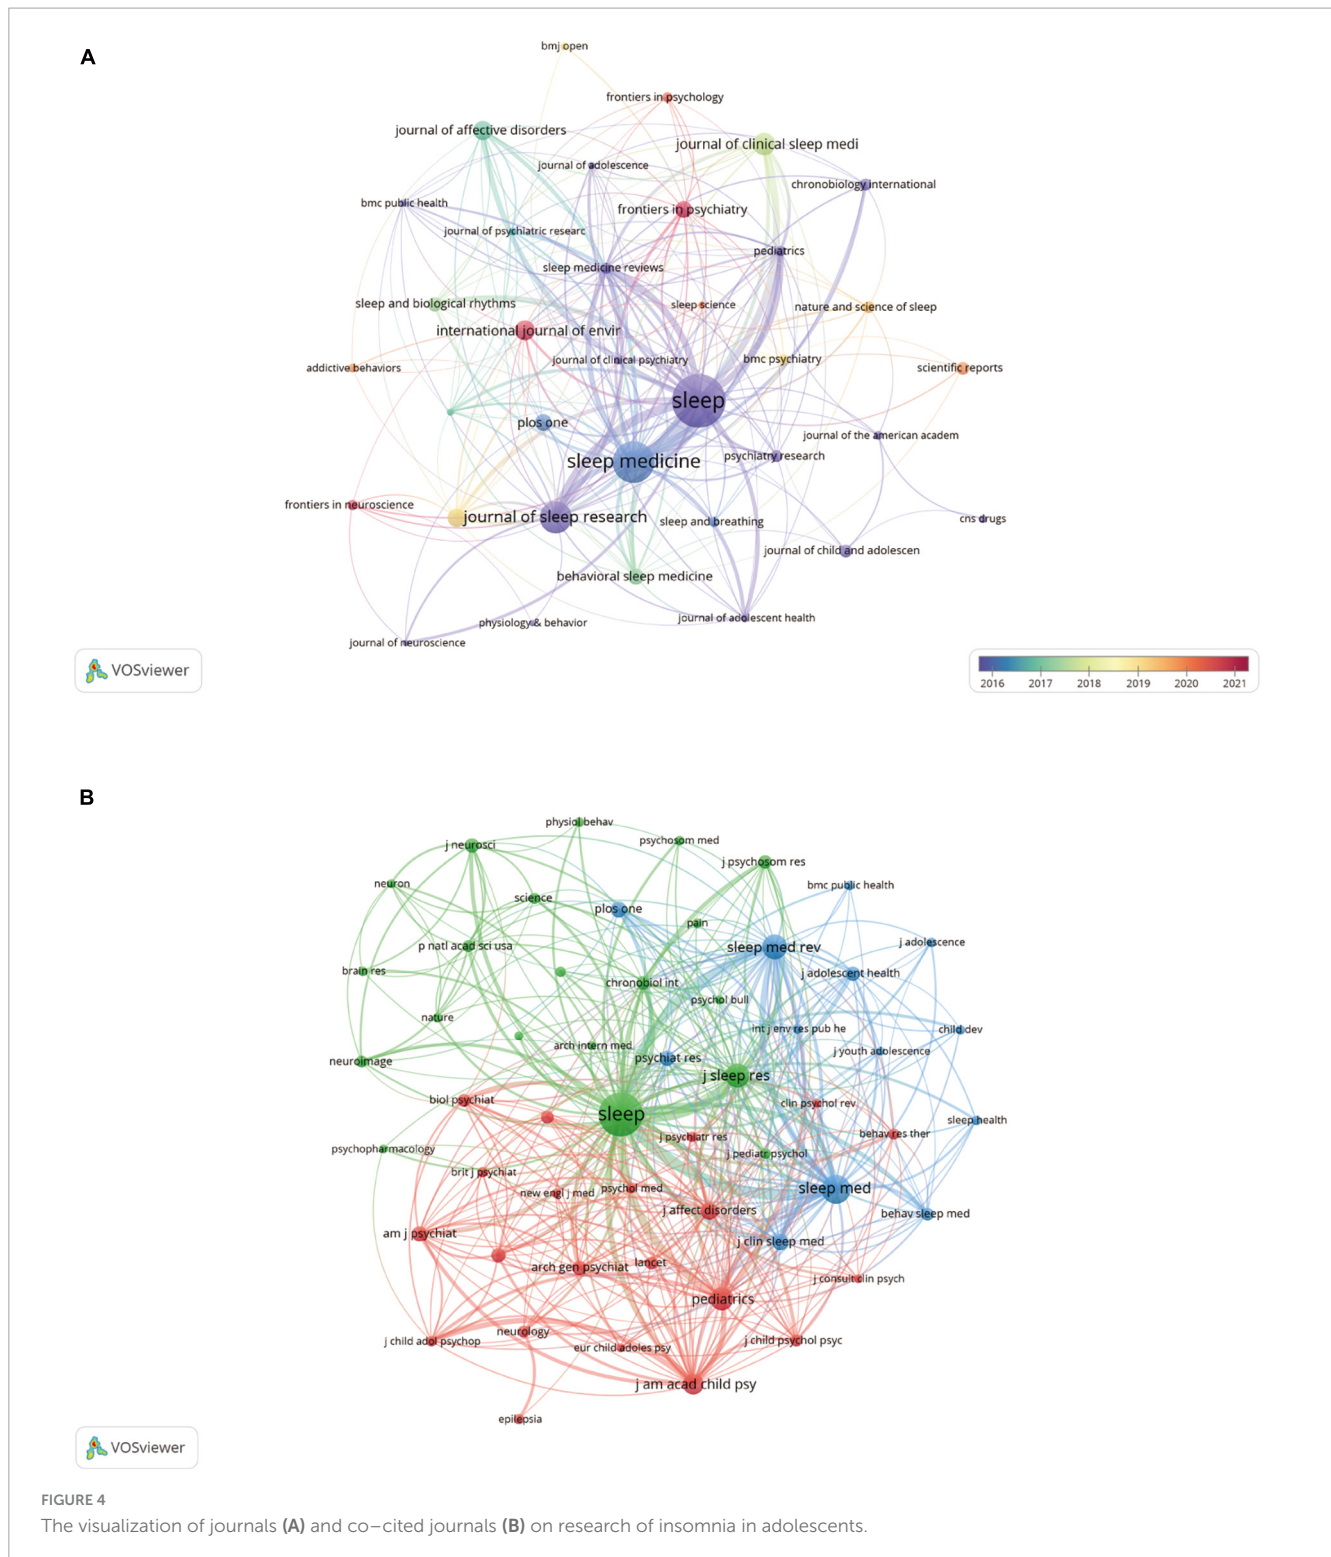 A
bmj open
frontiers in psychology
journal of affective disorders
journal of clinical sleep medi
journal of adolescence
chronobiology international
bmc public health
frontiers in psychiatry
journal of psychiatric researc
pediatrics
sleep medicine reviews
sleep and biological rhythms
sleep science
nature and science of sleep
international journal of envir
journal of clinical psychiatry
bmc psychiatry
addictive behaviors
scientific reports
sleep
plos one
journal of the american academ
sleep medicine
psychiatry research
frontiers in neuroscience
journal of sleep research
sleep and breathing
cns drugs
journal of child and adolescen
behavioral sleep medicine
journal of adolescent health
physiology & behavior
journal of neuroscience
VOSviewer
2016 2017 2018 2019 2020 2021
B
physiol behav
psychosom med
j neurosci
j psychosom res
neuron
bmc public health
science
plos one
pain
p natl acad sci usa
sleep med rev
j adolescence
brain res
j adolescent health
chronobiol int
psychol bull
nature
int j env res pub he
child dev
arch intern med
j youth adolescence
neuroimage
psychiat res
j sleep res
biol psychiat
clin psychol rev
sleep
sleep health
j psychiatr res
behav res ther
psychopharmacology
j pediatr psychol
brit j psychiat
new engl j med
psychol med
sleep med
j affect disorders
behav sleep med
am j psychiat
j clin sleep med
arch gen psychiat
lancet
j consult clin psych
pediatrics
neurology
j child adol psychop
eur child adoles psy
j child psychol psyc
j am acad child psy
epilepsia
VOSviewer
FIGURE 4
The visualization of journals (A) and co–cited journals (B) on research of insomnia in adolescents.